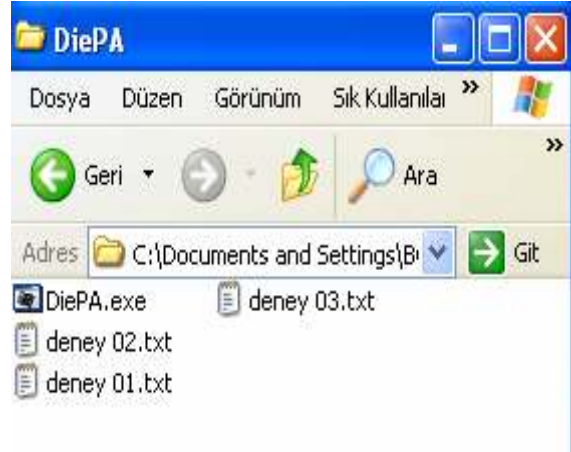 DiePA
Dosya Düzen Görünüm Sık Kullanılar »
Geri Ara »
Adres C:\Documents and Settings\B Git
DiePA.exe deney 03.txt
deney 02.txt
deney 01.txt